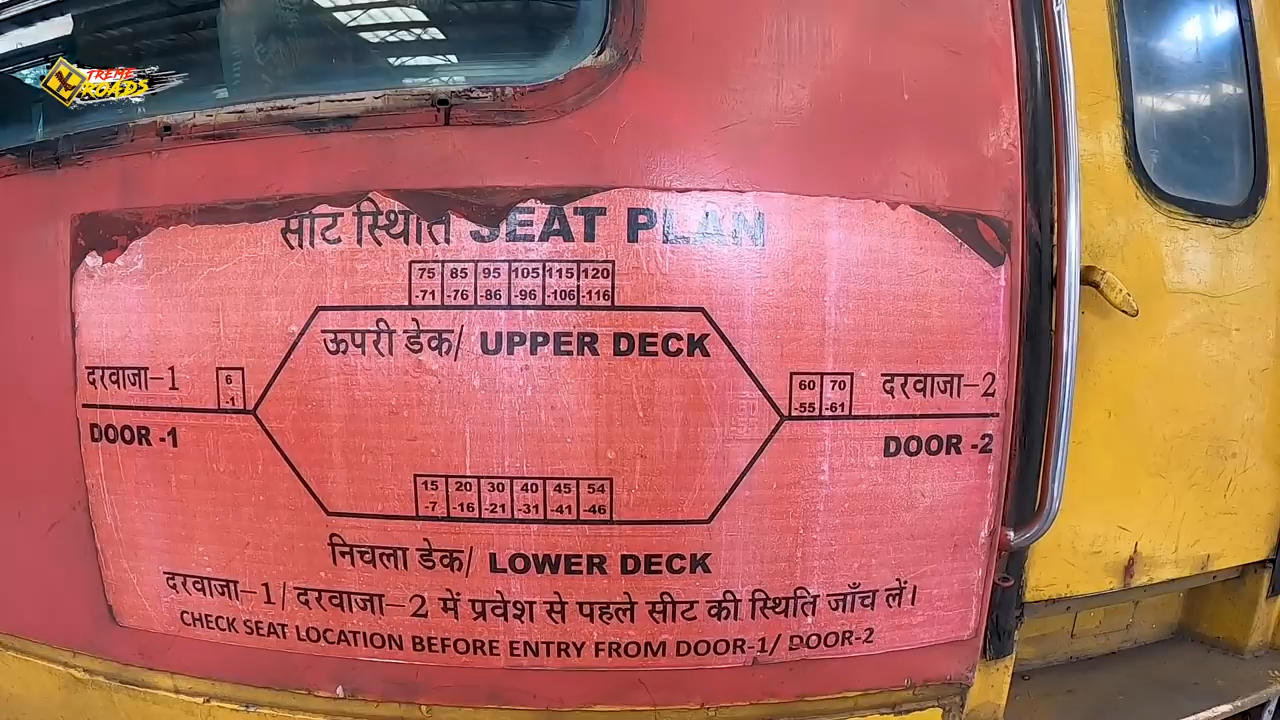 XTREME
ROADS
सीट स्थिति SEAT PLAN
75 85 95 105 115 120
-71 -76 -86 -96 -106 -116
ऊपरी डेक/ UPPER DECK
दरवाजा-1 6 60 70 दरवाजा-2
-1 -55 -61
DOOR -1 DOOR -2
15 20 30 40 45 54
-7 -16 -21 -31 -41 -46
निचला डेक/ LOWER DECK
दरवाजा-1/दरवाजा-2 में प्रवेश से पहले सीट की स्थिति जाँच लें।
CHECK SEAT LOCATION BEFORE ENTRY FROM DOOR-1/ DOOR-2